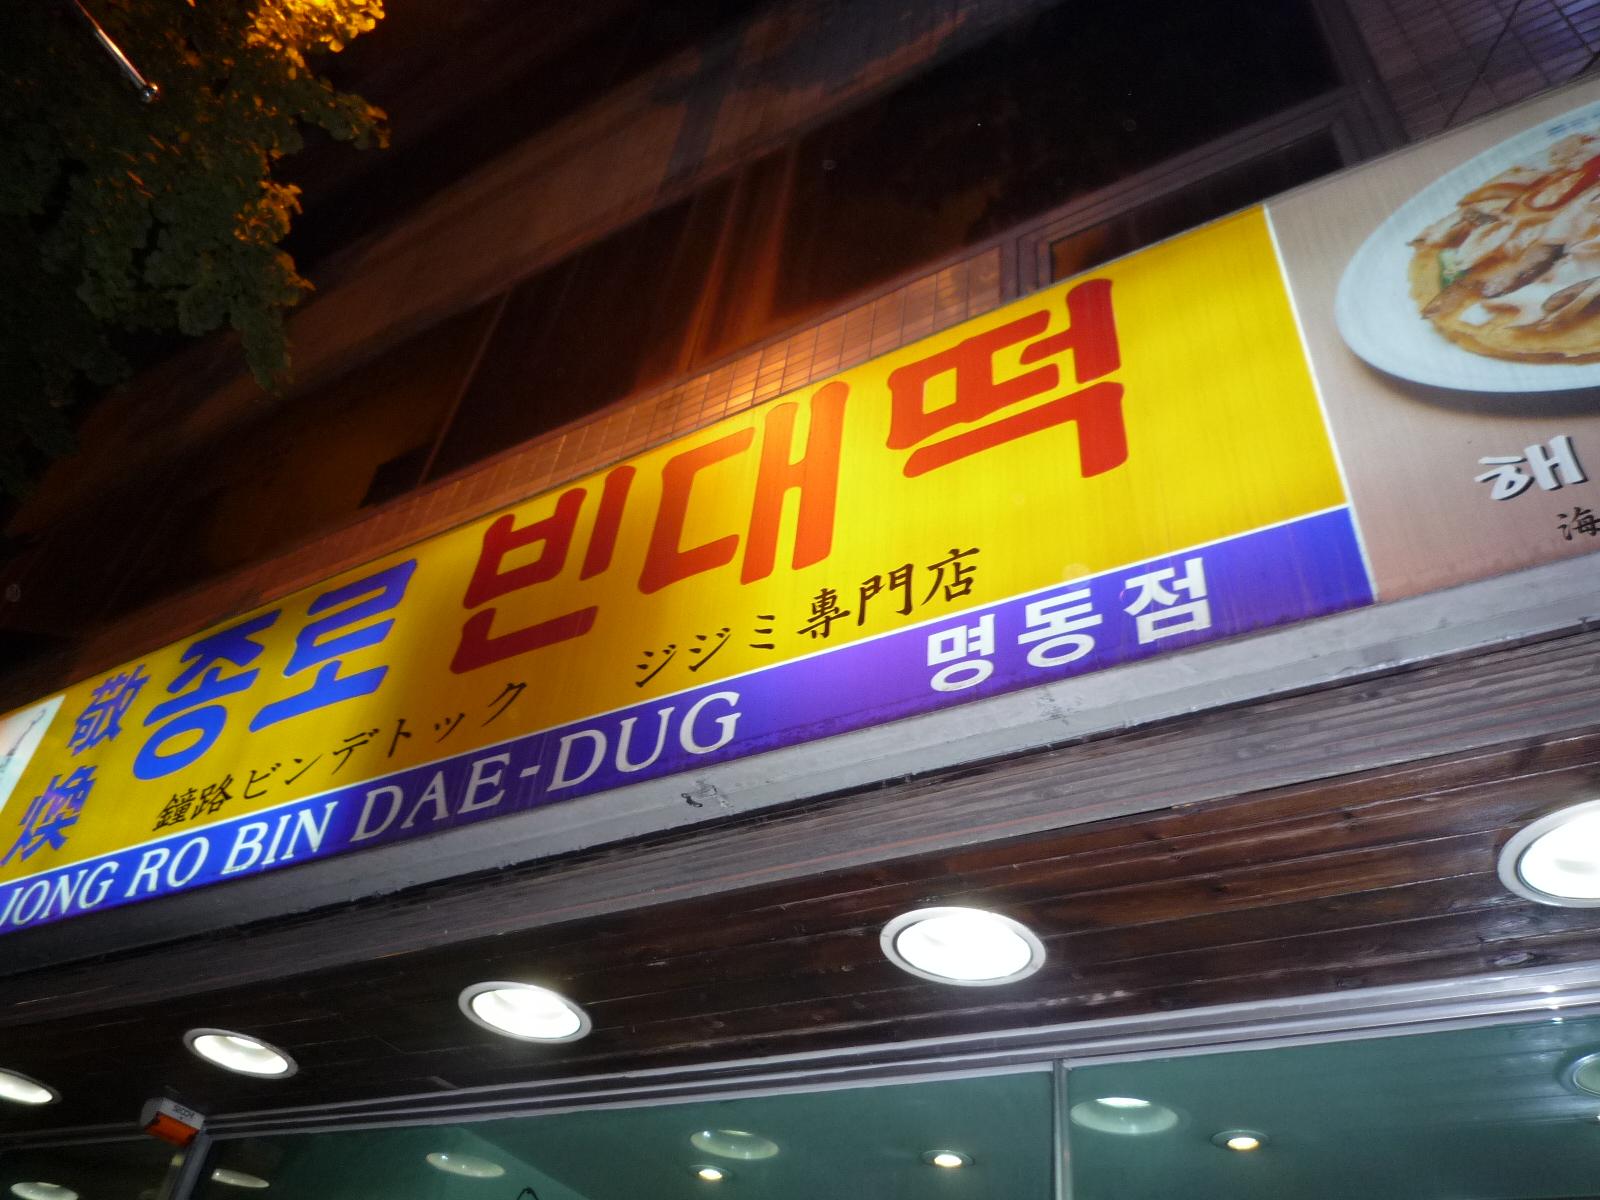 敬煥
종로 빈대떡
鐘路ビンデトック ジジミ專門店
JONG RO BIN DAE-DUG 명동점
해
海